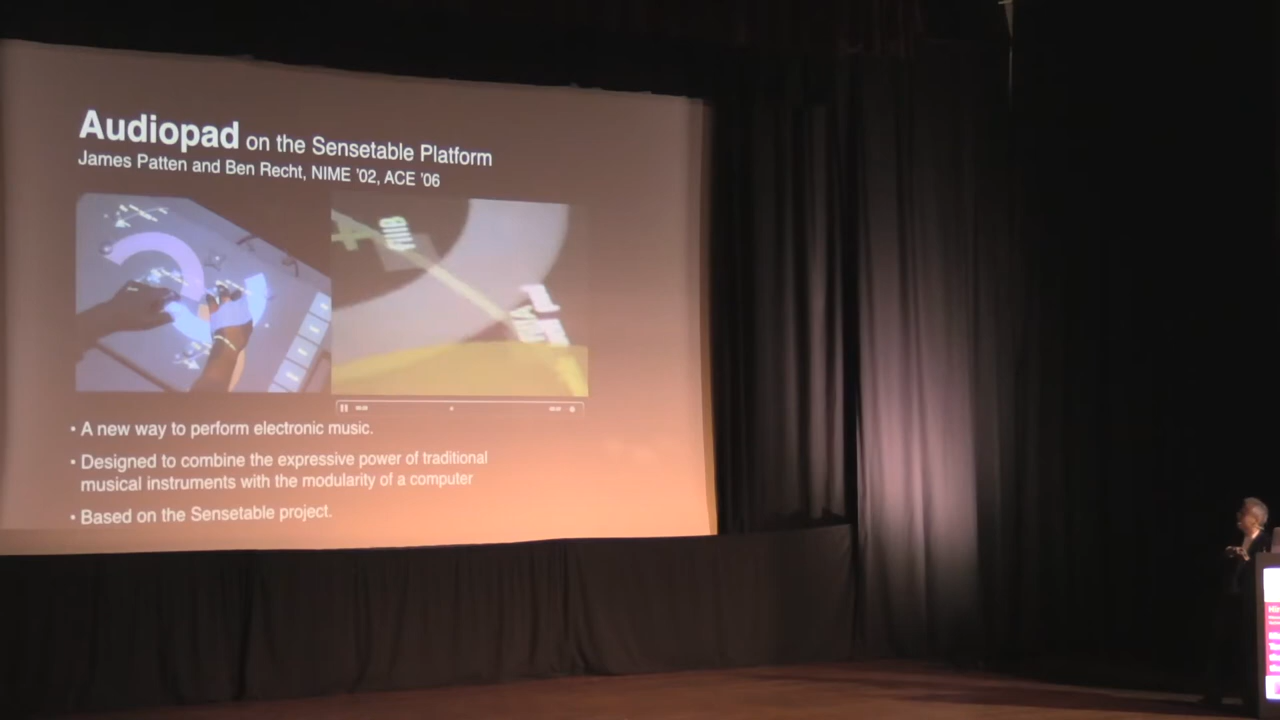 Audiopad on the Sensetable Platform
James Patten and Ben Recht, NIME '02, ACE '06
• A new way to perform electronic music.
• Designed to combine the expressive power of traditional
musical instruments with the modularity of a computer
• Based on the Sensetable project.